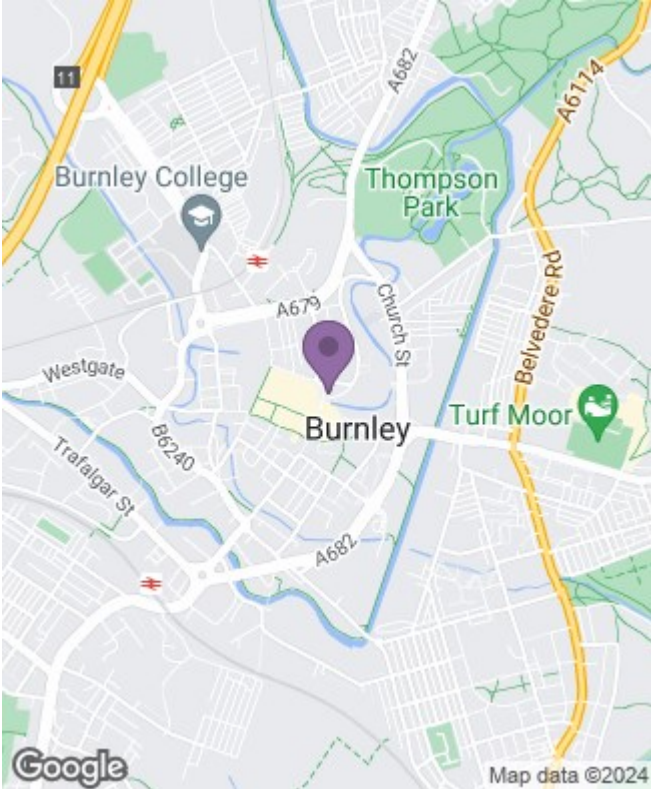 A682
A6114
11
Burnley College
Thompson
Park
A679
Church St
Belvedere Rd
Westgate
Turf Moor
Burnley
B6240
Trafalgar St
A682
Google
Map data ©2024